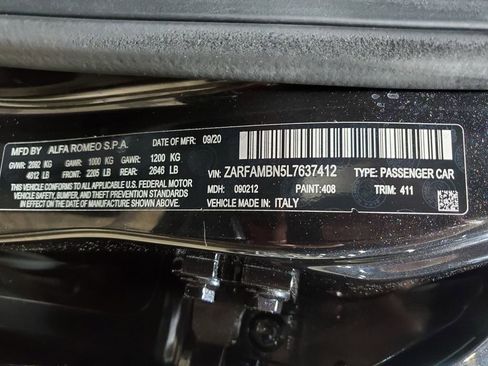 MFD BY ALFA ROMEO S.P.A. DATE OF MFR: 09/20
GVWR: 2092 KG GAWR: 1000 KG GAWR: 1200 KG
4612 LB FRONT: 2205 LB REAR: 2646 LB
THIS VEHICLE CONFORMS TO ALL APPLICABLE U.S. FEDERAL MOTOR
VEHICLE SAFETY, BUMPER, AND THEFT PREVENTION STANDARDS
IN EFFECT ON THE DATE OF MANUFACTURE SHOWN ABOVE.
VIN: ZARFAMBN5L7637412 TYPE: PASSENGER CAR
MDH: 090212 PAINT: 408 TRIM: 411
VEHICLE MADE IN: ITALY